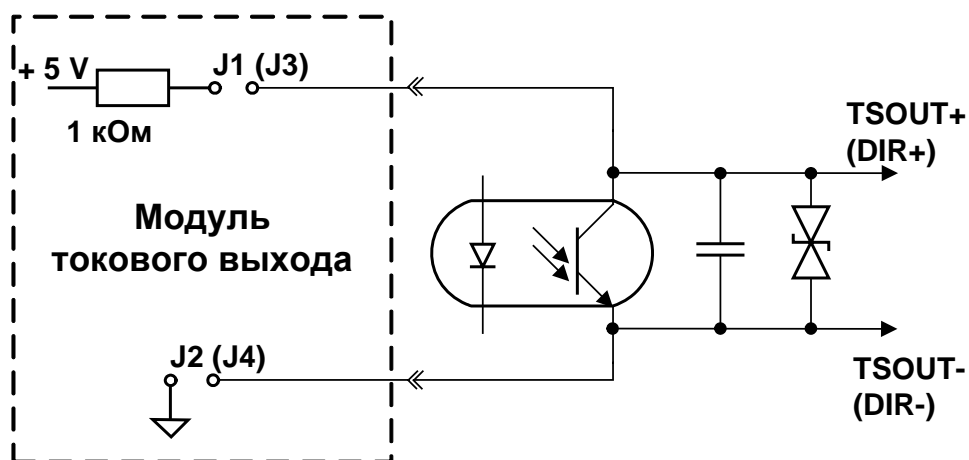 + 5 V
J1 (J3)
1 кОм
TSOUT+
(DIR+)
Модуль
токового выхода
J2 (J4)
TSOUT-
(DIR-)